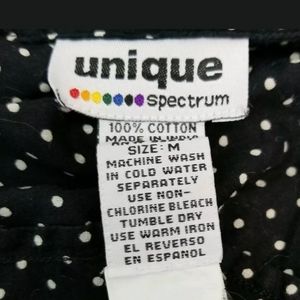 unique
spectrum
100% COTTON
MADE IN INDIA
SIZE: M
MACHINE WASH
IN COLD WATER
SEPARATELY
USE NON-
CHLORINE BLEACH
TUMBLE DRY
USE WARM IRON
EL REVERSO
EN ESPANOL